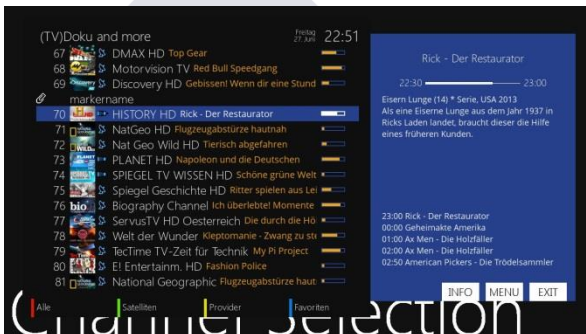 (TV)Doku and more
Freitag
27. Juni
22:51
67 DMAX HD Top Gear
68 Motorvision TV Red Bull Speedgang
69 Discovery HD Gebissen! Wenn dir eine Stund
markername
70 HISTORY HD Rick - Der Restaurator
71 NatGeo HD Flugzeugabstürze hautnah
72 Nat Geo Wild HD Tierisch abgefahren
73 PLANET HD Napoleon und die Deutschen
74 SPIEGEL TV WISSEN HD Schöne grüne Welt
75 Spiegel Geschichte HD Ritter spielen aus Lei
76 bio Biography Channel Ich überlebte! Momente
77 ServusTV HD Oesterreich Die durch die Hö
78 Welt der Wunder Kleptomanie - Zwang zu ste
79 TecTime TV-Zeit für Technik My Pi Project
80 E! Entertainm. HD Fashion Police
81 National Geographic Flugzeugabstürze haut
Alle
Satelliten
Provider
Favoriten
Channel Selection
Rick - Der Restaurator
22:30 23:00
Eisern Lunge (14) * Serie, USA 2013
Als eine Eiserne Lunge aus dem Jahr 1937 in
Ricks Laden landet, braucht dieser die Hilfe
eines früheren Kunden.
23:00 Rick - Der Restaurator
00:00 Geheimakte Amerika
01:00 Ax Men - Die Holzfäller
02:00 Ax Men - Die Holzfäller
02:50 American Pickers - Die Trödelsammler
INFO MENU EXIT